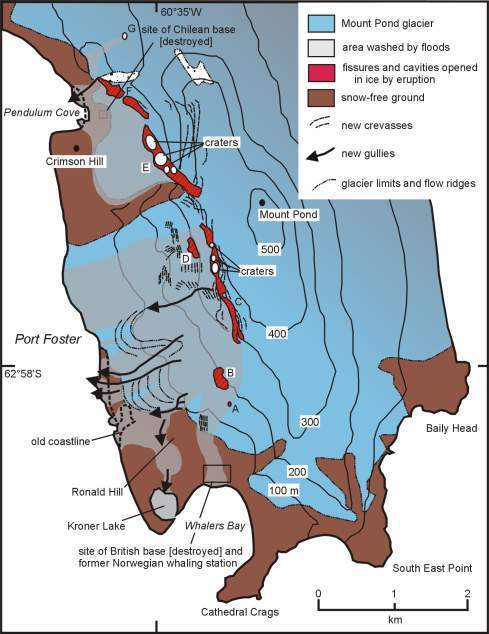 60°35'W
G
site of Chilean base
[destroyed]
Mount Pond glacier
area washed by floods
fissures and cavities opened
in ice by eruption
snow-free ground
new crevasses
new gullies
glacier limits and flow ridges
F
Pendulum Cove
craters
E
Crimson Hill
Mount Pond
500
D
craters
C
400
Port Foster
62°58'S
B
A
300
Baily Head
old coastline
200
100 m
Ronald Hill
Kroner Lake
Whalers Bay
site of British base [destroyed] and
former Norwegian whaling station
South East Point
Cathedral Crags
0 1 2
km